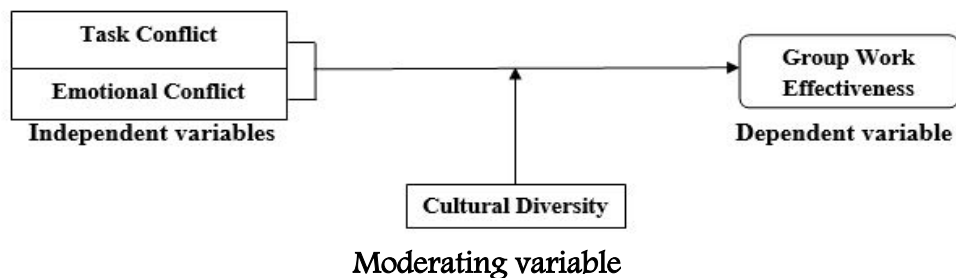 Task Conflict
Emotional Conflict
Independent variables
Group Work
Effectiveness
Dependent variable
Cultural Diversity
Moderating variable